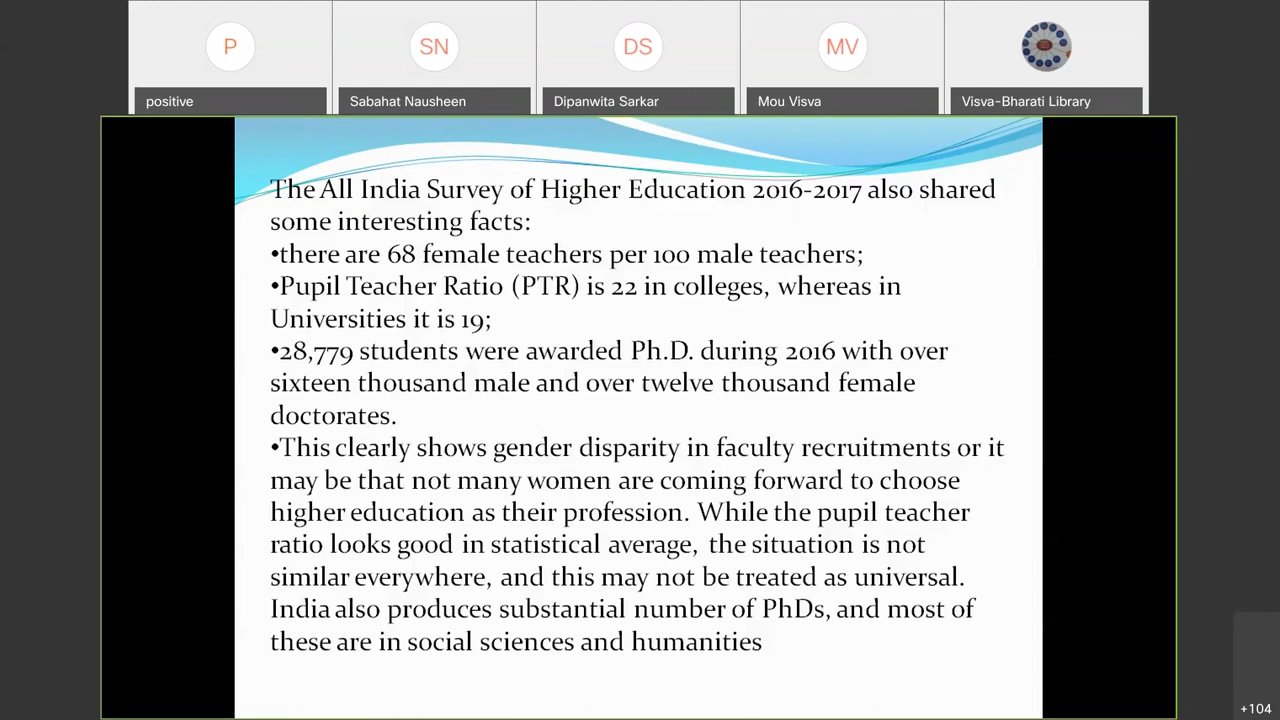 P
SN
DS
MV
positive
Sabahat Nausheen
Dipanwita Sarkar
Mou Visva
Visva-Bharati Library
The All India Survey of Higher Education 2016-2017 also shared
some interesting facts:
•there are 68 female teachers per 100 male teachers;
•Pupil Teacher Ratio (PTR) is 22 in colleges, whereas in
Universities it is 19;
•28,779 students were awarded Ph.D. during 2016 with over
sixteen thousand male and over twelve thousand female
doctorates.
•This clearly shows gender disparity in faculty recruitments or it
may be that not many women are coming forward to choose
higher education as their profession. While the pupil teacher
ratio looks good in statistical average, the situation is not
similar everywhere, and this may not be treated as universal.
India also produces substantial number of PhDs, and most of
these are in social sciences and humanities
+104